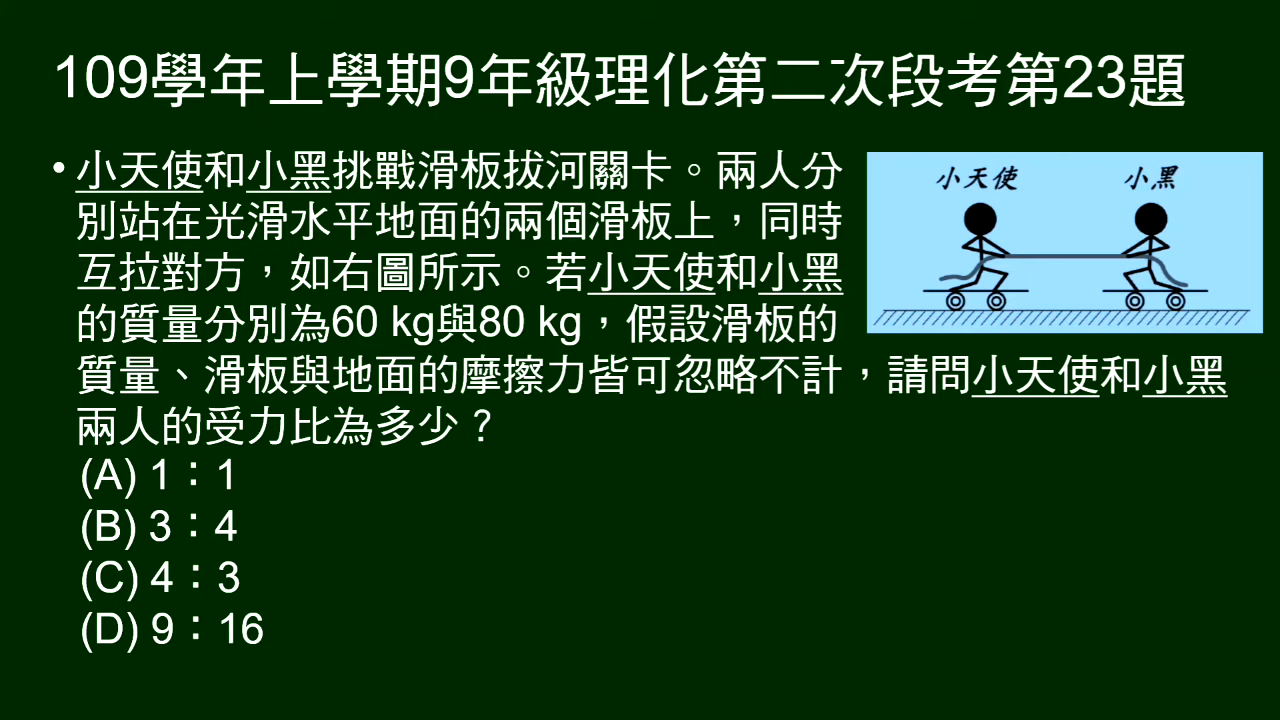 109學年上學期9年級理化第二次段考第23題
• 小天使和小黑挑戰滑板拔河關卡。兩人分
別站在光滑水平地面的兩個滑板上，同時
互拉對方，如右圖所示。若小天使和小黑
的質量分別為60 kg與80 kg，假設滑板的
質量、滑板與地面的摩擦力皆可忽略不計，請問小天使和小黑
兩人的受力比為多少？
(A) 1：1
(B) 3：4
(C) 4：3
(D) 9：16
小天使 小黑